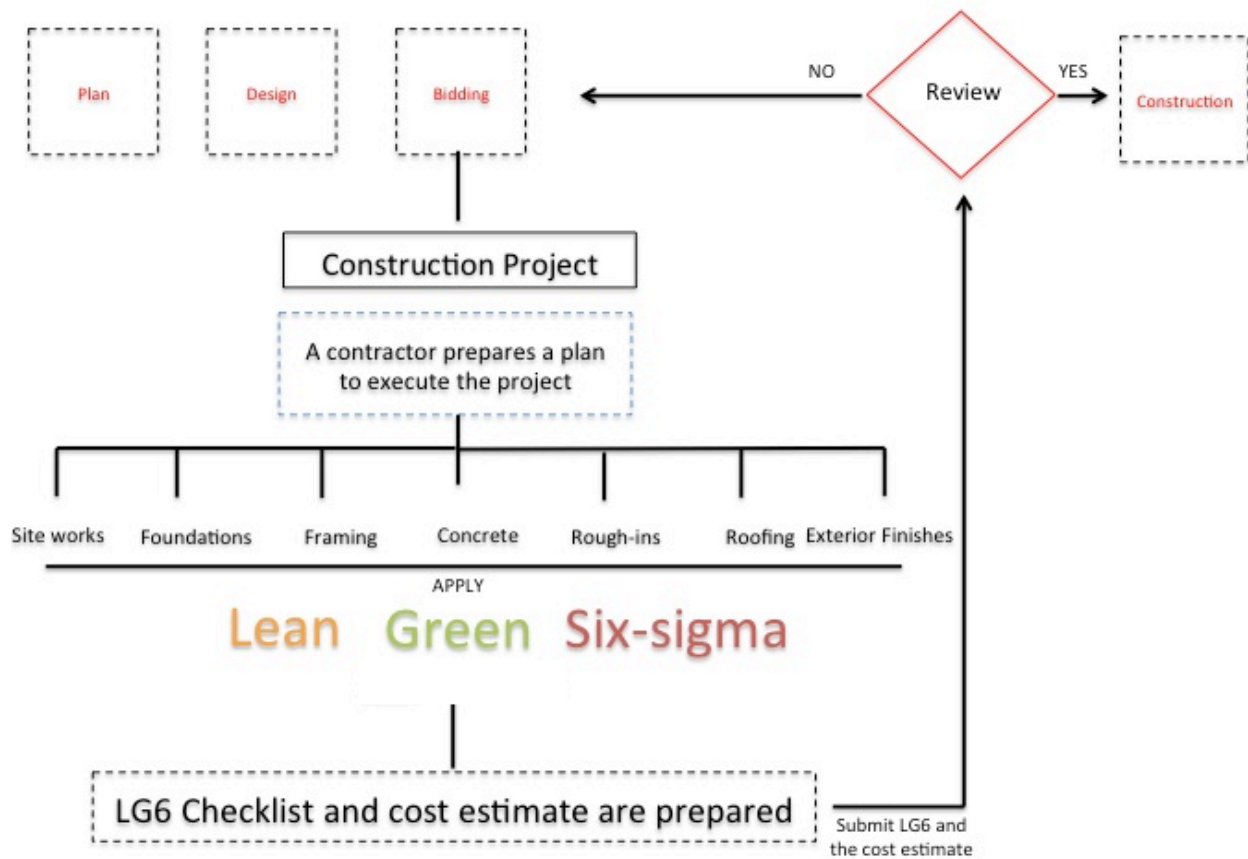 Plan
Design
Bidding
NO
Review
YES
Construction
Construction Project
A contractor prepares a plan
to execute the project
Site works
Foundations
Framing
Concrete
Rough-ins
Roofing
Exterior Finishes
APPLY
Lean
Green
Six-sigma
LG6 Checklist and cost estimate are prepared
Submit LG6 and
the cost estimate